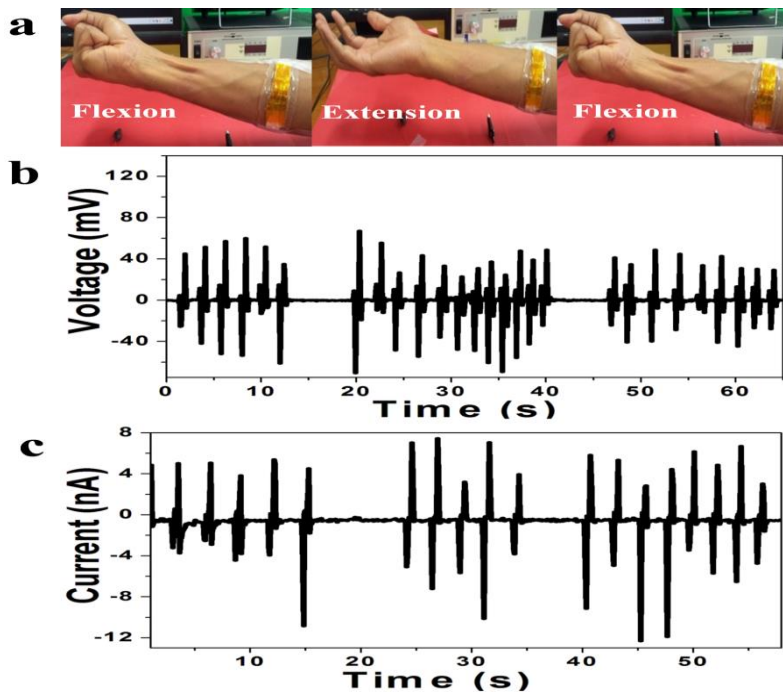 a
Flexion
Extension
Flexion
b
Voltage (mV)
140
80
40
0
-40
0 10 20 30 40 50 60
Time (s)
c
Current (nA)
8
4
0
-4
-8
-12
10 20 30 40 50
Time (s)